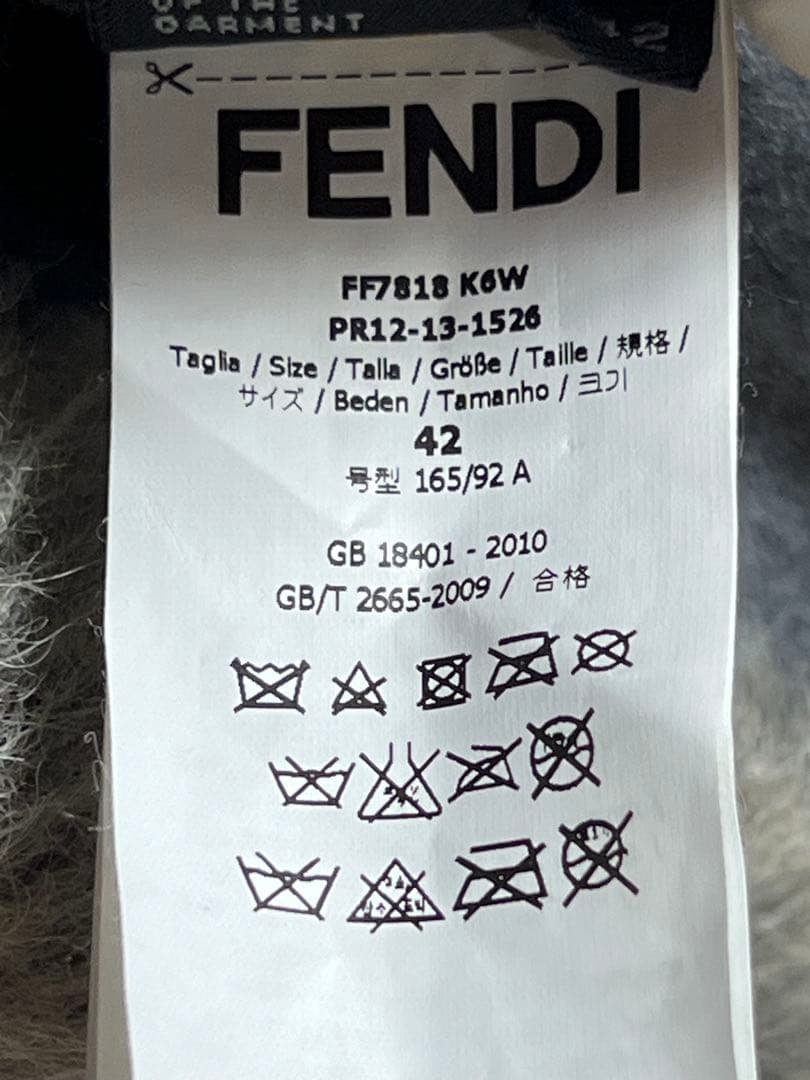 OF THE
GARMENT
42
FENDI
FF7818 K6W
PR12-13-1526
Taglia / Size / Talla / Größe / Taille / 規格 /
サイズ / Beden / Tamanho / 크기
42
号型 165/92 A
GB 18401 - 2010
GB/T 2665-2009 / 合格